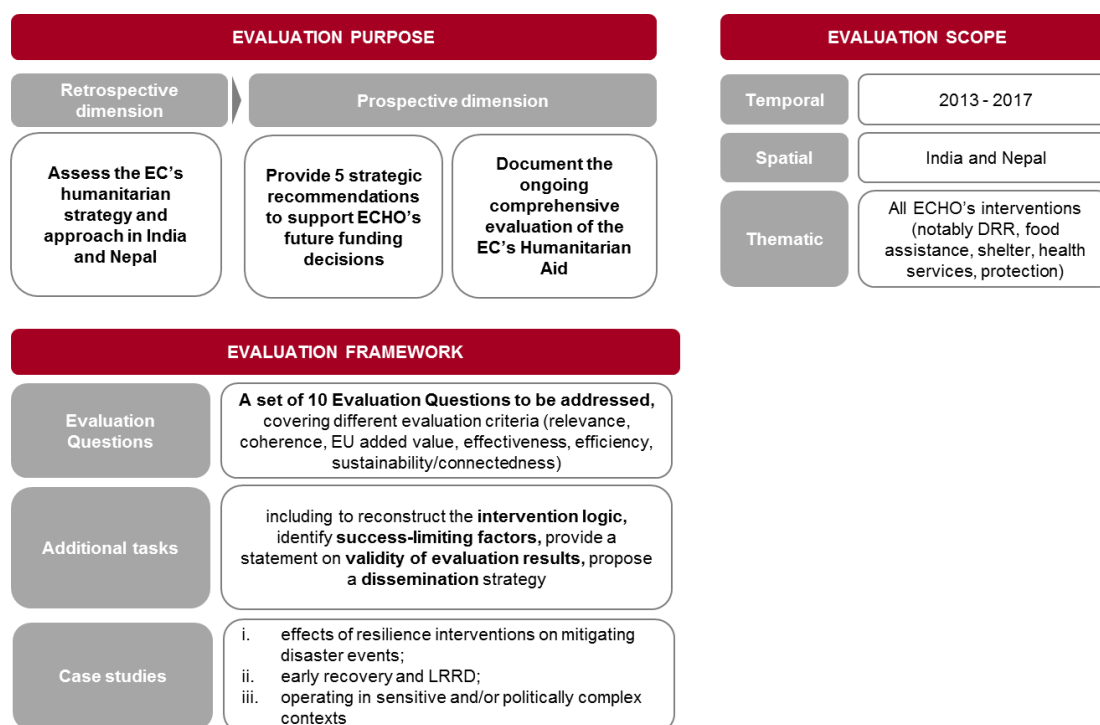 EVALUATION PURPOSE
Retrospective
dimension
Prospective dimension
Assess the EC’s
humanitarian
strategy and
approach in India
and Nepal
Provide 5 strategic
recommendations
to support ECHO’s
future funding
decisions
Document the
ongoing
comprehensive
evaluation of the
EC’s Humanitarian
Aid
EVALUATION SCOPE
Temporal
2013 - 2017
Spatial
India and Nepal
Thematic
All ECHO’s interventions
(notably DRR, food
assistance, shelter, health
services, protection)
EVALUATION FRAMEWORK
Evaluation
Questions
A set of 10 Evaluation Questions to be addressed,
covering different evaluation criteria (relevance,
coherence, EU added value, effectiveness, efficiency,
sustainability/connectedness)
Additional tasks
including to reconstruct the intervention logic,
identify success-limiting factors, provide a
statement on validity of evaluation results, propose
a dissemination strategy
Case studies
i. effects of resilience interventions on mitigating
disaster events;
ii. early recovery and LRRD;
iii. operating in sensitive and/or politically complex
contexts